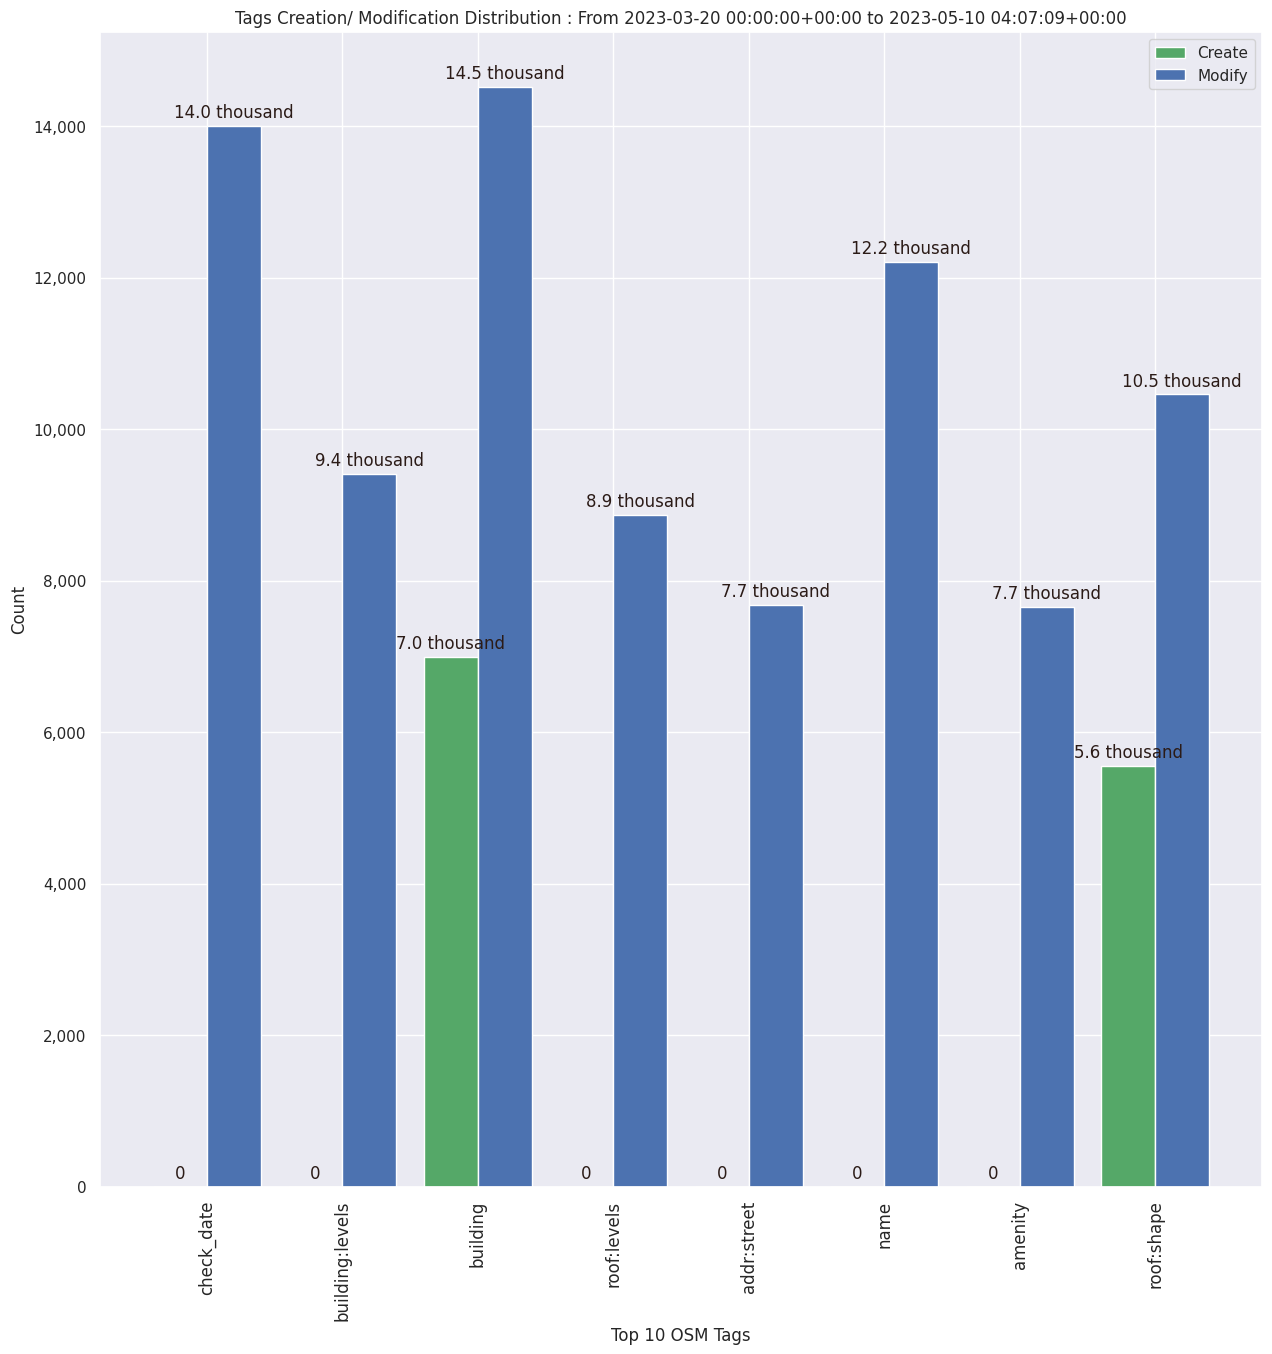 Tags Creation/ Modification Distribution : From 2023-03-20 00:00:00+00:00 to 2023-05-10 04:07:09+00:00
Create
Modify
14.5 thousand
14.0 thousand
12.2 thousand
10.5 thousand
9.4 thousand
8.9 thousand
7.7 thousand
7.7 thousand
7.0 thousand
5.6 thousand
0
0
0
0
0
0
14,000
12,000
10,000
8,000
6,000
4,000
2,000
0
Count
check_date
building:levels
building
roof:levels
addr:street
name
amenity
roof:shape
Top 10 OSM Tags